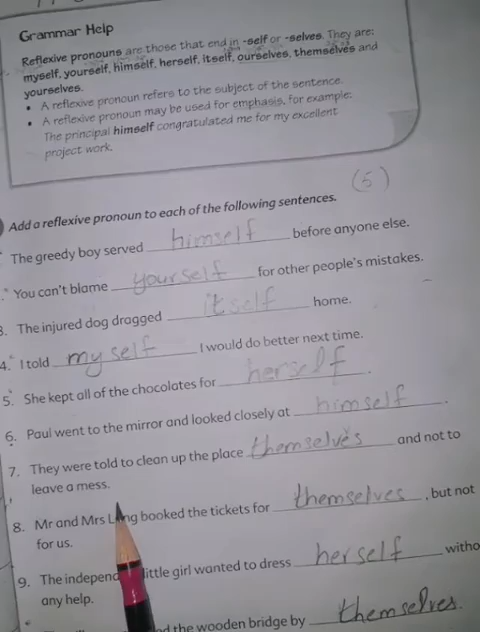 Grammar Help
Reflexive pronouns are those that end in -self or -selves. They are:
myself, yourself, himself, herself, itself, ourselves, themselves and
yourselves.
• A reflexive pronoun refers to the subject of the sentence.
• A reflexive pronoun may be used for emphasis, for example:
The principal himself congratulated me for my excellent
project work.
(5)
Add a reflexive pronoun to each of the following sentences.
The greedy boy served himself before anyone else.
You can't blame yourself for other people's mistakes.
3. The injured dog dragged itself home.
4. I told myself I would do better next time.
5. She kept all of the chocolates for herself.
6. Paul went to the mirror and looked closely at himself.
7. They were told to clean up the place themselves and not to
leave a mess.
8. Mr and Mrs booked the tickets for themselves, but not
for us.
9. The little girl wanted to dress herself
any help.
the wooden bridge by themselves.